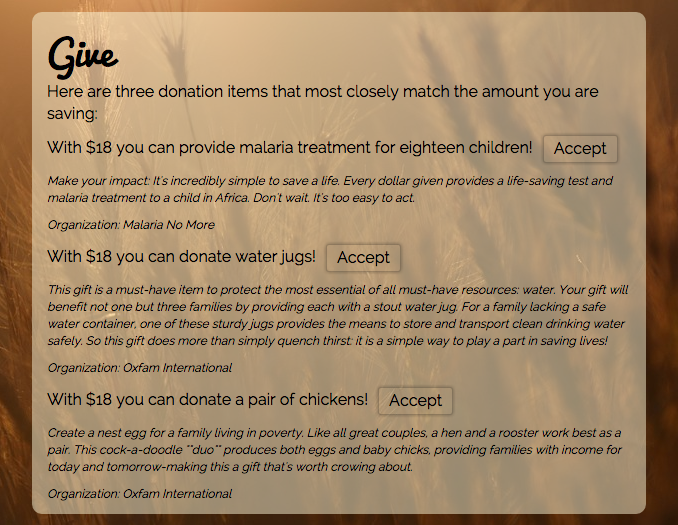 Give
Here are three donation items that most closely match the amount you are
saving:
With $18 you can provide malaria treatment for eighteen children! Accept
Make your impact: It's incredibly simple to save a life. Every dollar given provides a life-saving test and
malaria treatment to a child in Africa. Don't wait. It's too easy to act.
Organization: Malaria No More
With $18 you can donate water jugs! Accept
This gift is a must-have item to protect the most essential of all must-have resources: water. Your gift will
benefit not one but three families by providing each with a stout water jug. For a family lacking a safe
water container, one of these sturdy jugs provides the means to store and transport clean drinking water
safely. So this gift does more than simply quench thirst: it is a simple way to play a part in saving lives!
Organization: Oxfam International
With $18 you can donate a pair of chickens! Accept
Create a nest egg for a family living in poverty. Like all great couples, a hen and a rooster work best as a
pair. This cock-a-doodle "duo" produces both eggs and baby chicks, providing families with income for
today and tomorrow-making this a gift that's worth crowing about.
Organization: Oxfam International